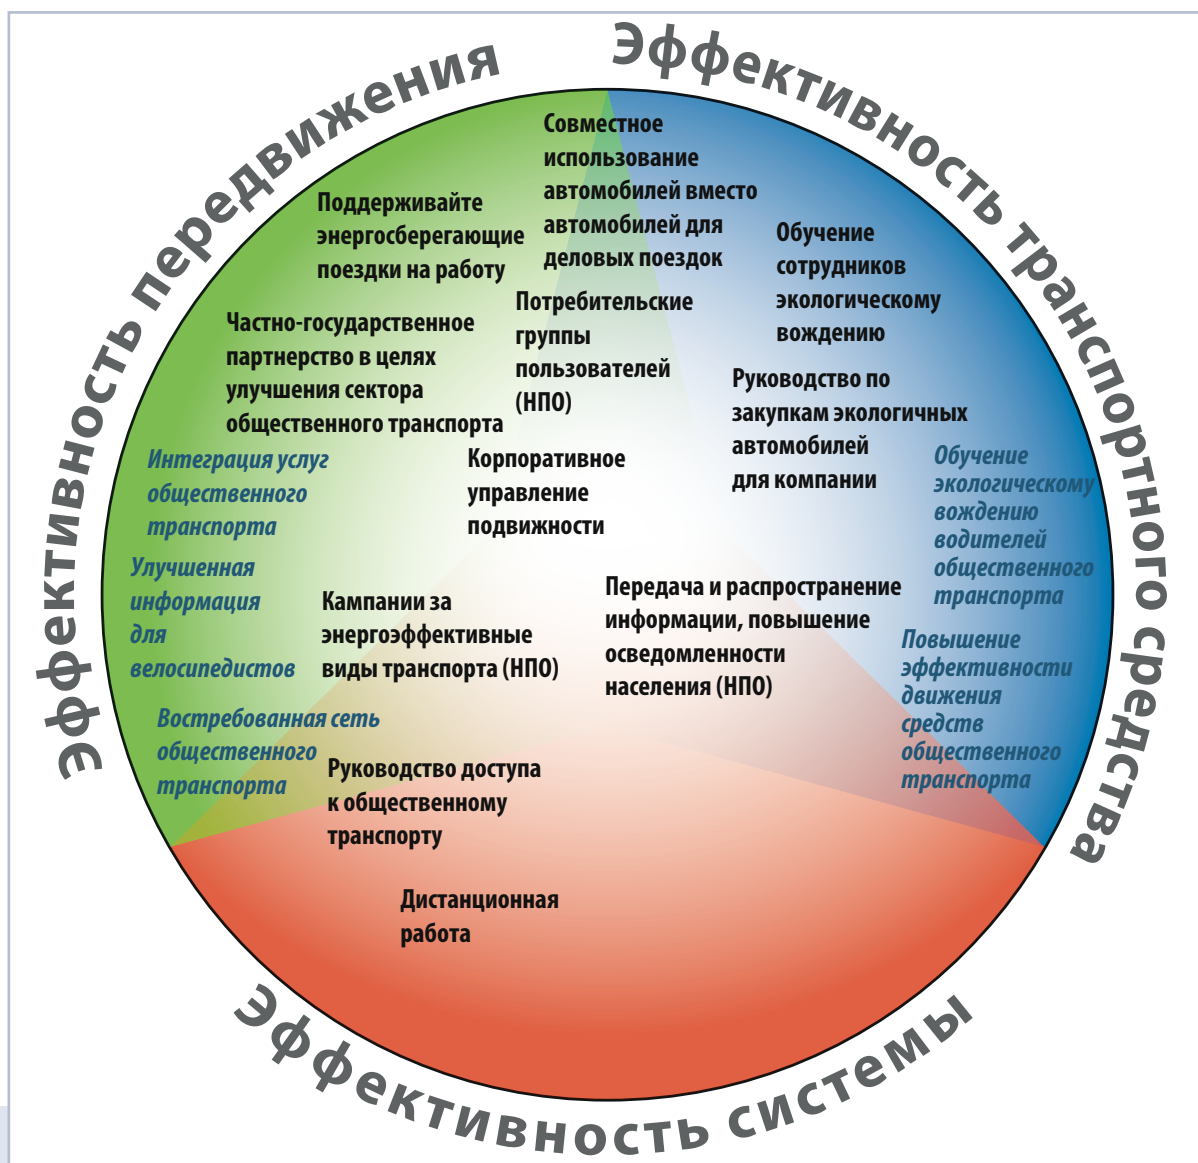 Эффективность передвижения
Эффективность транспортного средства
Совместное
использование
автомобилей вместо
автомобилей для
деловых поездок
Поддерживайте
энергосберегающие
поездки на работу
Обучение
сотрудников
экологическому
вождению
Потребительские
группы
пользователей
(НПО)
Частно-государственное
партнерство в целях
улучшения сектора
общественного транспорта
Руководство по
закупкам экологичных
автомобилей
для компании
Интеграция услуг
общественного
транспорта
Корпоративное
управление
подвижности
Обучение
экологическому
вождению
водителей
общественного
транспорта
Улучшенная
информация
для
велосипедистов
Кампании за
энергоэффективные
виды транспорта (НПО)
Передача и распространение
информации, повышение
осведомленности
населения (НПО)
Повышение
эффективности
движения
средств
общественного
транспорта
Востребованная сеть
общественного
транспорта
Руководство доступа
к общественному
транспорту
Дистанционная
работа
Эффективность системы